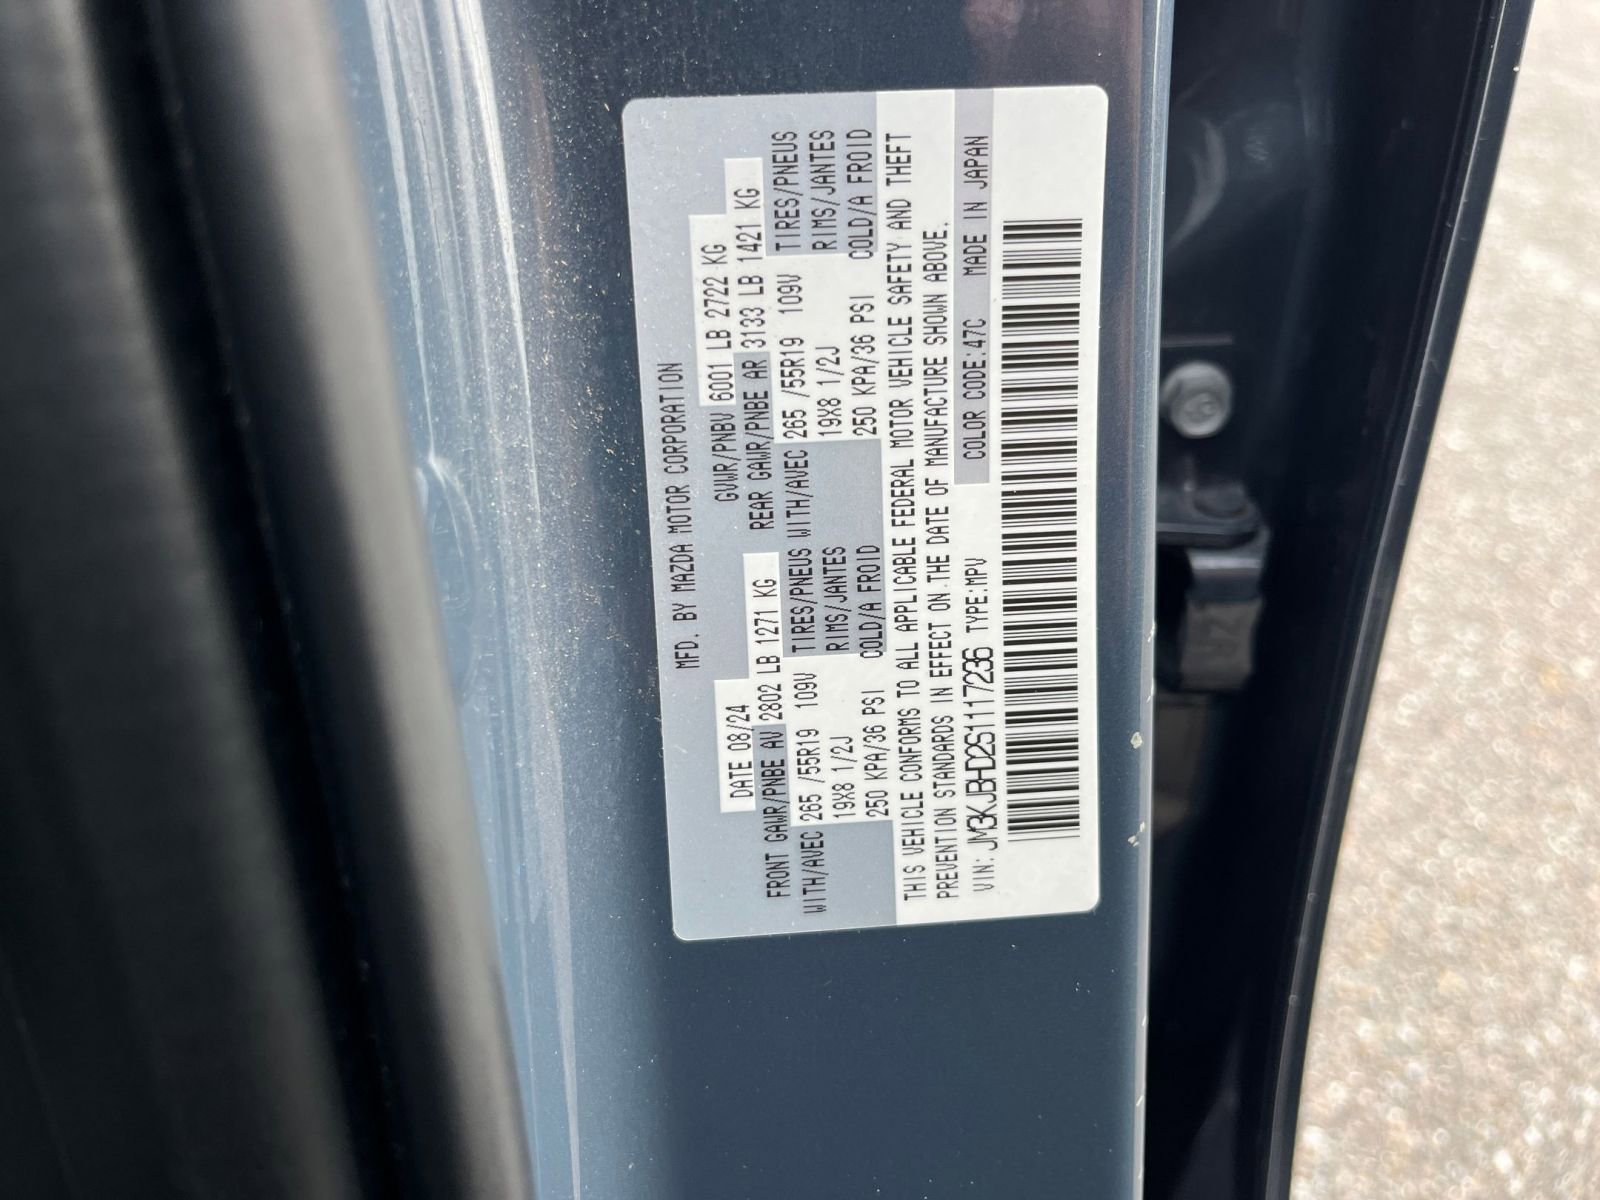 MFD. BY MAZDA MOTOR CORPORATION
DATE 08/24 GVWR/PNBV 6001 LB 2722 KG
FRONT GAWR/PNBE AV 2802 LB 1271 KG REAR GAWR/PNBE AR 3133 LB 1421 KG
WITH/AVEC 265 /55R19 109V TIRES/PNEUS WITH/AVEC 265 /55R19 109V TIRES/PNEUS
19X8 1/2J RIMS/JANTES 19X8 1/2J RIMS/JANTES
250 KPA/36 PSI COLD/A FROID 250 KPA/36 PSI COLD/A FROID
THIS VEHICLE CONFORMS TO ALL APPLICABLE FEDERAL MOTOR VEHICLE SAFETY AND THEFT
PREVENTION STANDARDS IN EFFECT ON THE DATE OF MANUFACTURE SHOWN ABOVE.
VIN: JM3KJBHD2S1117236 TYPE:MPV COLOR CODE:47C MADE IN JAPAN